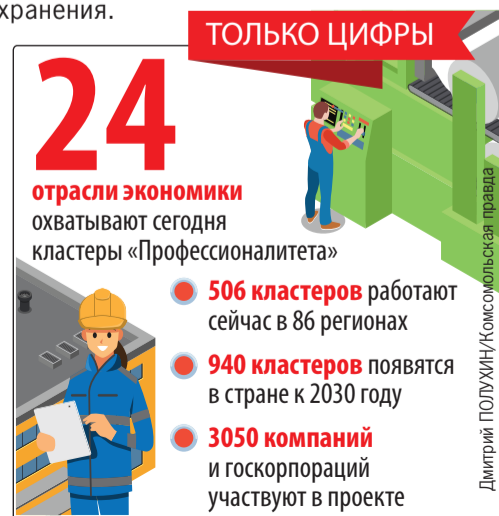 хранения.
ТОЛЬКО ЦИФРЫ
24
отрасли экономики
охватывают сегодня
кластеры «Профессионалитета»
506 кластеров работают
сейчас в 86 регионах
940 кластеров появятся
в стране к 2030 году
3050 компаний
и госкорпораций
участвуют в проекте
Дмитрий ПОЛУХИН/Комсомольская правда